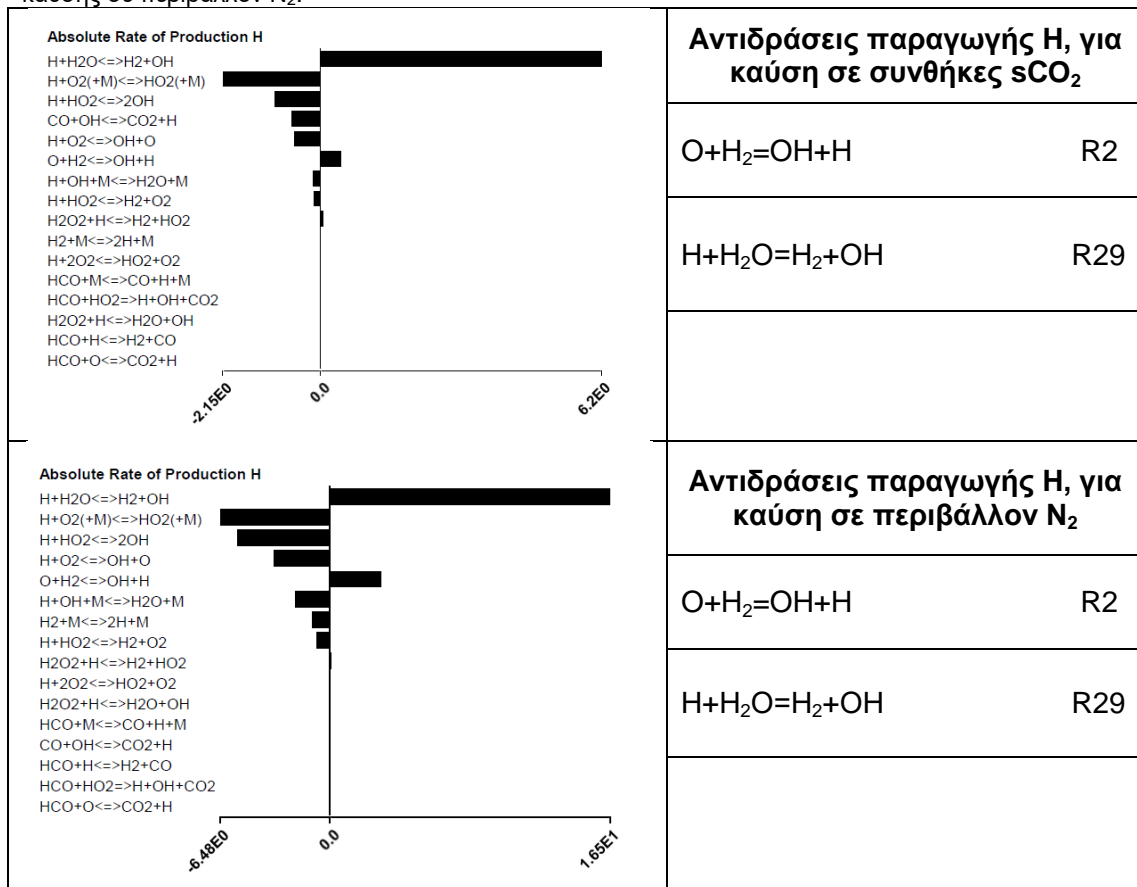 καύσης σε περιβάλλον N₂.
Absolute Rate of Production H
H+H2O<=>H2+OH
H+O2(+M)<=>HO2(+M)
H+HO2<=>2OH
CO+OH<=>CO2+H
H+O2<=>OH+O
O+H2<=>OH+H
H+OH+M<=>H2O+M
H+HO2<=>H2+O2
H2O2+H<=>H2+HO2
H2+M<=>2H+M
H+2O2<=>HO2+O2
HCO+M<=>CO+H+M
HCO+HO2=>H+OH+CO2
H2O2+H<=>H2O+OH
HCO+H<=>H2+CO
HCO+O<=>CO2+H
-2.15E0
0.0
6.2E0
Αντιδράσεις παραγωγής Η, για
καύση σε συνθήκες sCO₂
O+H₂=OH+H R2
H+H₂O=H₂+OH R29
Absolute Rate of Production H
H+H2O<=>H2+OH
H+O2(+M)<=>HO2(+M)
H+HO2<=>2OH
H+O2<=>OH+O
O+H2<=>OH+H
H+OH+M<=>H2O+M
H2+M<=>2H+M
H+HO2<=>H2+O2
H2O2+H<=>H2+HO2
H+2O2<=>HO2+O2
H2O2+H<=>H2O+OH
HCO+M<=>CO+H+M
CO+OH<=>CO2+H
HCO+H<=>H2+CO
HCO+HO2=>H+OH+CO2
HCO+O<=>CO2+H
-6.48E0
0.0
1.65E1
Αντιδράσεις παραγωγής Η, για
καύση σε περιβάλλον N₂
O+H₂=OH+H R2
H+H₂O=H₂+OH R29